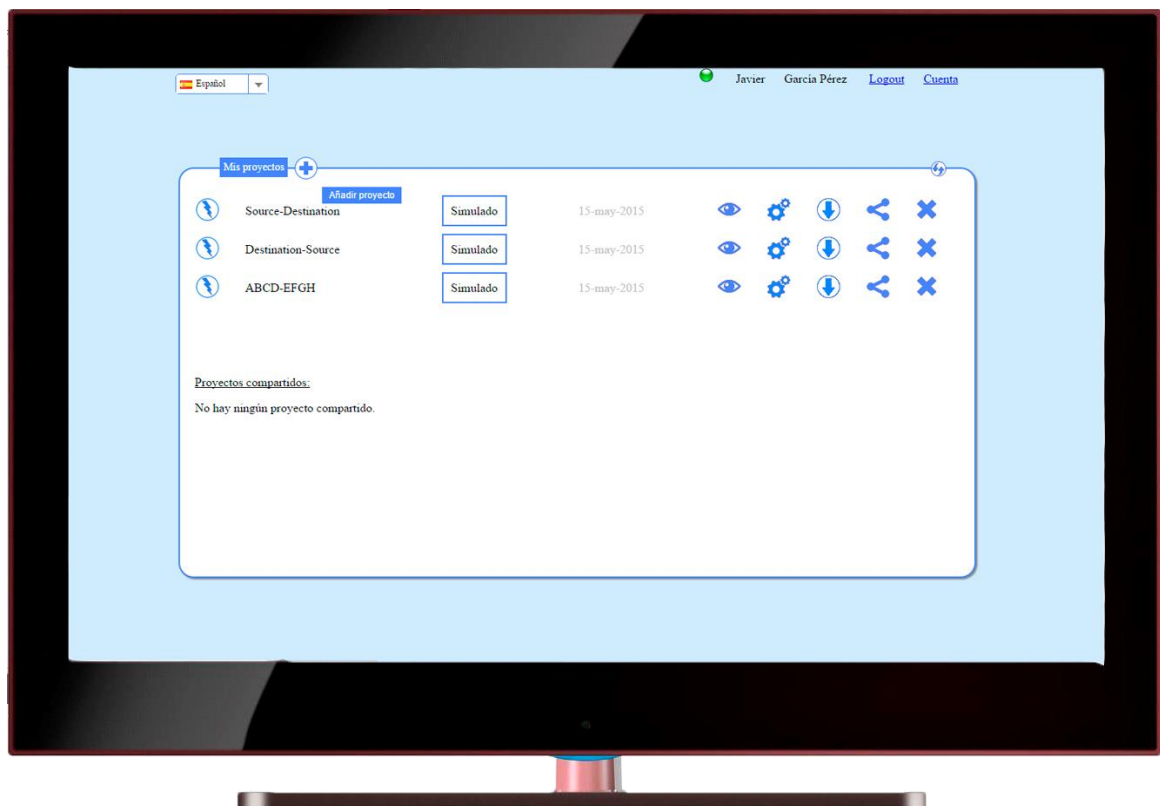 Español
Javier García Pérez Logout Cuenta
Mis proyectos
Añadir proyecto
Source-Destination Simulado 15-may-2015
Destination-Source Simulado 15-may-2015
ABCD-EFGH Simulado 15-may-2015
Proyectos compartidos:
No hay ningún proyecto compartido.